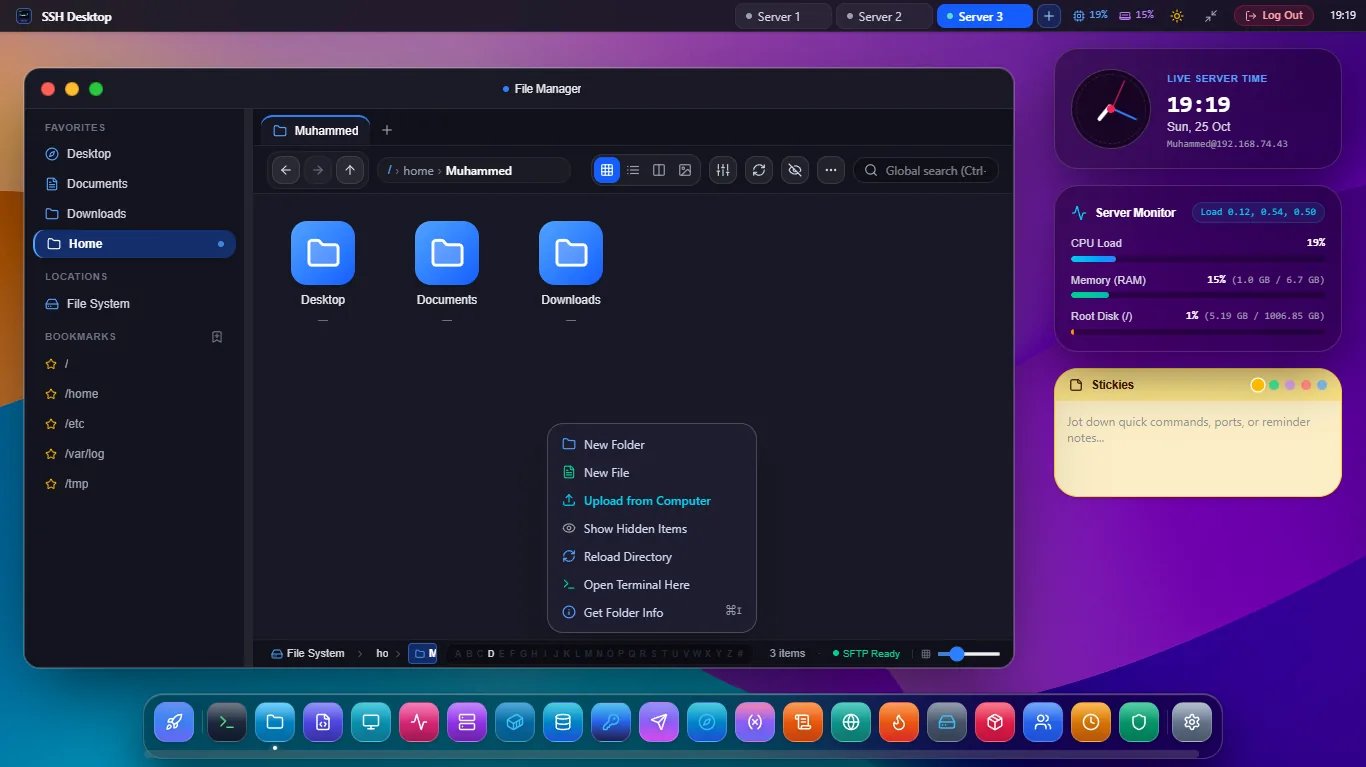 SSH Desktop
Server 1
Server 2
Server 3
19%
15%
Log Out
19:19
File Manager
FAVORITES
Desktop
Documents
Downloads
Home
LOCATIONS
File System
BOOKMARKS
/
/home
/etc
/var/log
/tmp
Muhammed
/ › home › Muhammed
Global search (Ctrl-
Desktop
—
Documents
—
Downloads
—
New Folder
New File
Upload from Computer
Show Hidden Items
Reload Directory
Open Terminal Here
Get Folder Info ⌘I
File System › ho › M
A B C D E F G H I J K L M N O P Q R S T U V W X Y Z #
3 items · SFTP Ready
LIVE SERVER TIME
19:19
Sun, 25 Oct
Muhammed@192.168.74.43
Server Monitor
Load 0.12, 0.54, 0.50
CPU Load 19%
Memory (RAM) 15% (1.0 GB / 6.7 GB)
Root Disk (/) 1% (5.19 GB / 1006.85 GB)
Stickies
Jot down quick commands, ports, or reminder
notes...